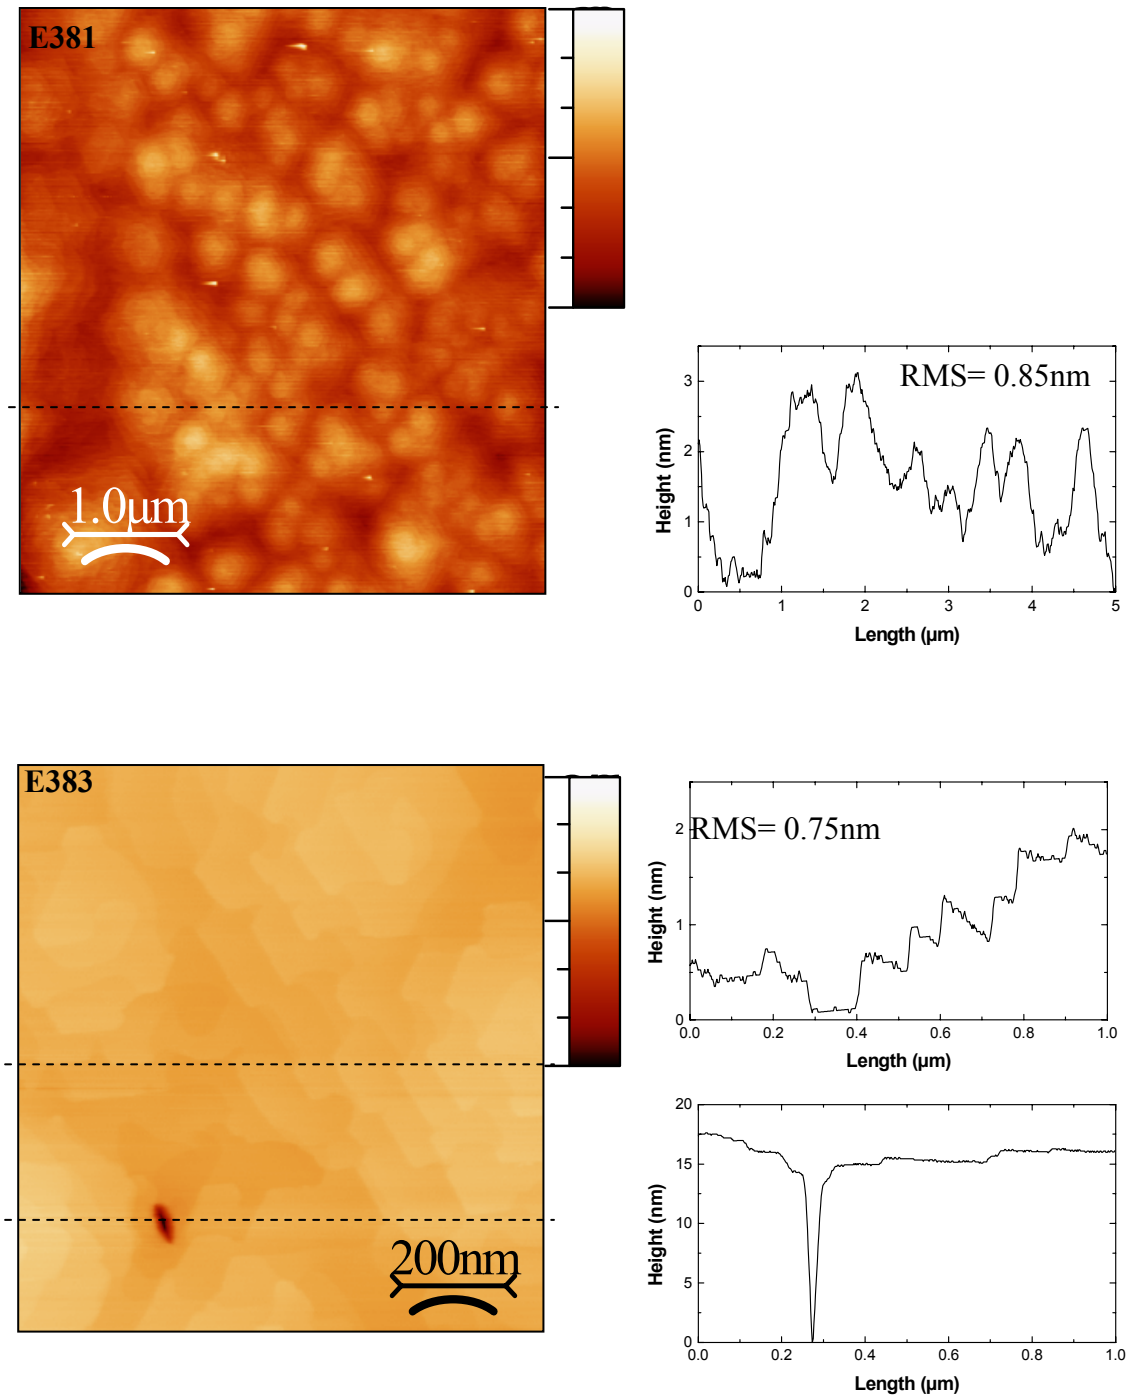 E381
1.0µm
RMS= 0.85nm
Height (nm)
3
2
1
0
0 1 2 3 4 5
Length (µm)
E383
200nm
RMS= 0.75nm
Height (nm)
2
1
0
0.0 0.2 0.4 0.6 0.8 1.0
Length (µm)
Height (nm)
20
15
10
5
0
0.0 0.2 0.4 0.6 0.8 1.0
Length (µm)